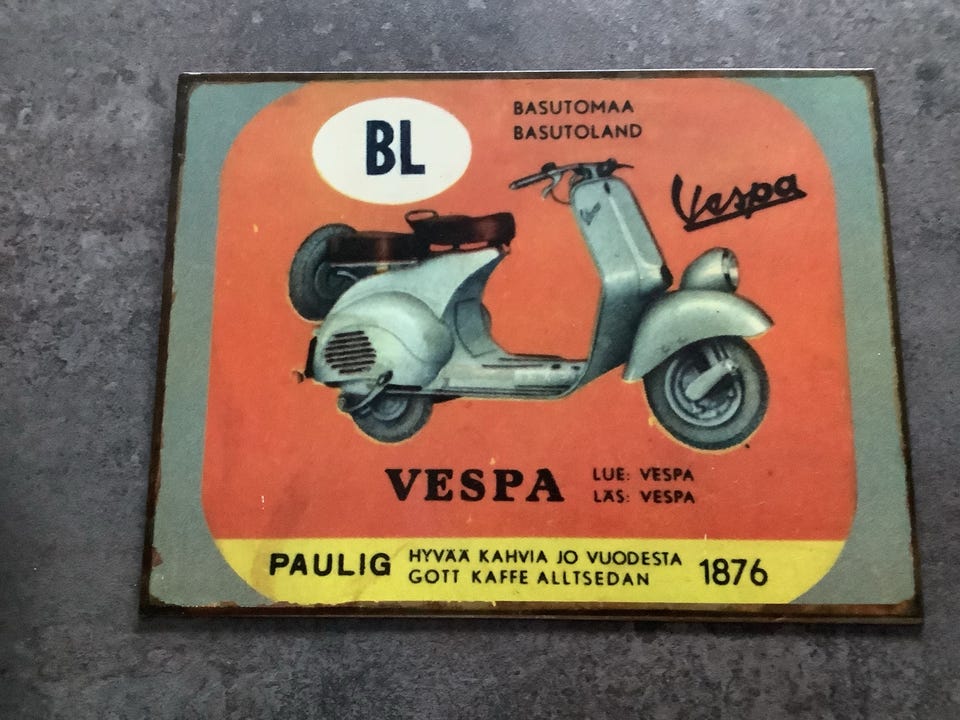 BL
BASUTOMAA
BASUTOLAND
Vespa
VESPA
LUE: VESPA
LÄS: VESPA
PAULIG
HYVÄÄ KAHVIA JO VUODESTA
GOTT KAFFE ALLTSEDAN
1876